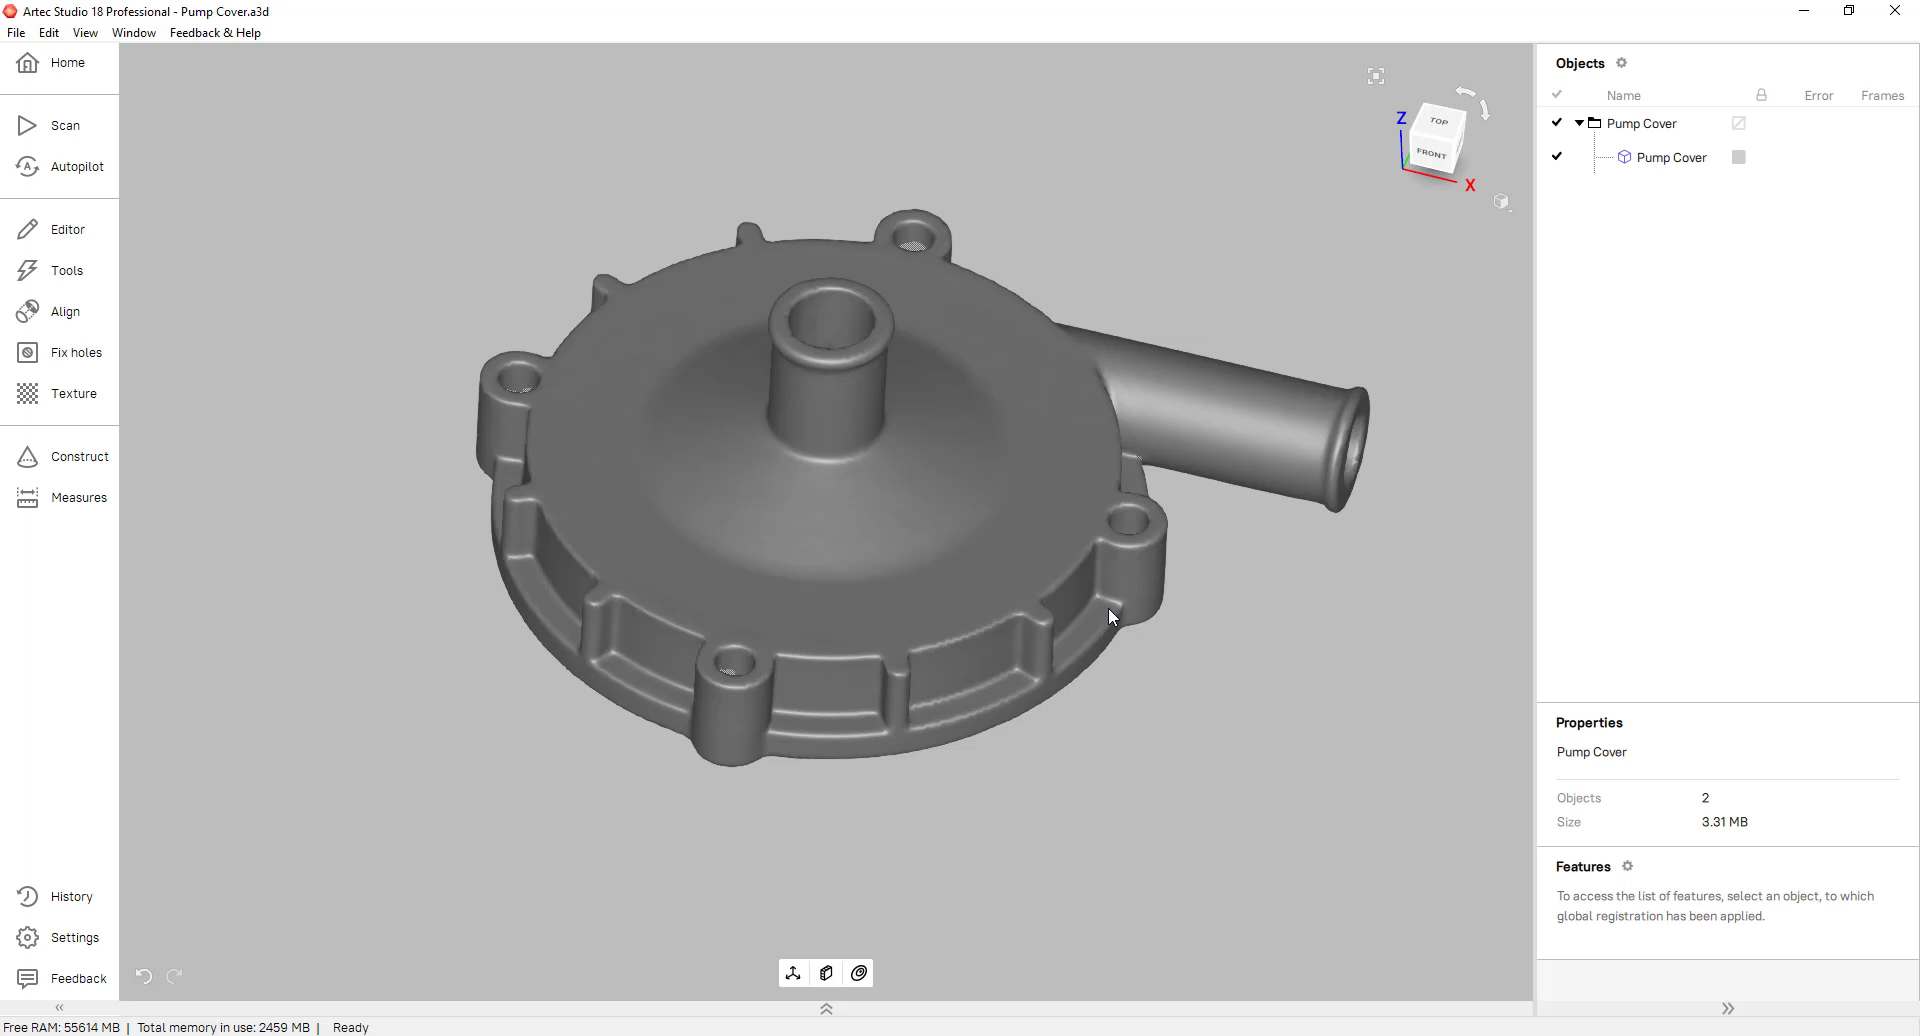 Artec Studio 18 Professional - Pump Cover.a3d
File Edit View Window Feedback & Help
Home
Scan
Autopilot
Editor
Tools
Align
Fix holes
Texture
Construct
Measures
History
Settings
Feedback
Z
TOP
FRONT
X
Objects
Name Error Frames
Pump Cover
Pump Cover
Properties
Pump Cover
Objects 2
Size 3.31 MB
Features
To access the list of features, select an object, to which
global registration has been applied.
Free RAM: 55614 MB | Total memory in use: 2459 MB | Ready